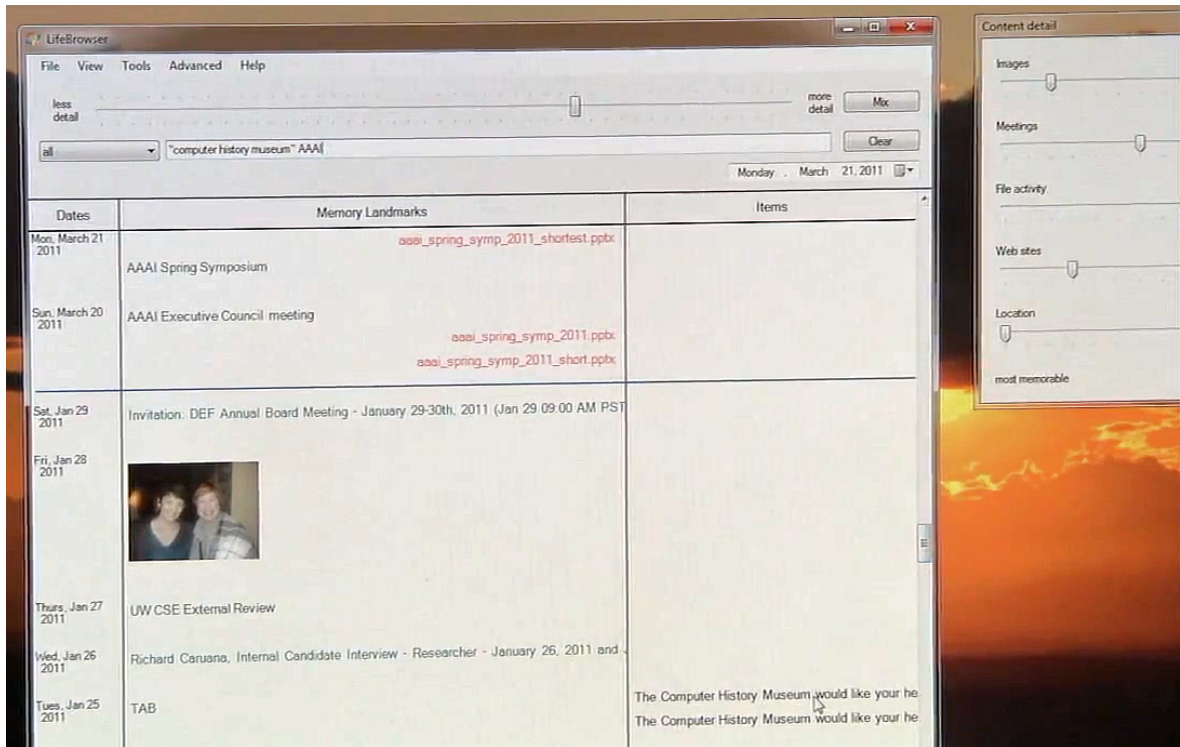 LifeBrowser
File View Tools Advanced Help
less detail
more detail
Mix
all
"computer history museum" AAAI
Clear
Monday , March 21, 2011
Dates Memory Landmarks Items
Mon, March 21
2011
aaai_spring_symp_2011_shortest.pptx
AAAI Spring Symposium
Sun, March 20
2011
AAAI Executive Council meeting
aaai_spring_symp_2011.pptx
aaai_spring_symp_2011_short.pptx
Sat, Jan 29
2011
Invitation: DEF Annual Board Meeting - January 29-30th, 2011 (Jan 29 09:00 AM PST
Fri, Jan 28
2011
Thurs, Jan 27
2011
UW CSE External Review
Wed, Jan 26
2011
Richard Caruana, Internal Candidate Interview - Researcher - January 26, 2011 and
Tues, Jan 25
2011
TAB
The Computer History Museum would like your he
The Computer History Museum would like your he
Content detail
Images
Meetings
File activity
Web sites
Location
most memorable